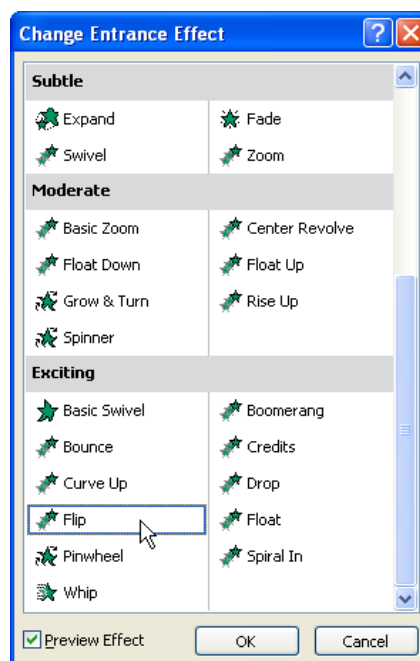 Change Entrance Effect
Subtle
Expand Fade
Swivel Zoom
Moderate
Basic Zoom Center Revolve
Float Down Float Up
Grow & Turn Rise Up
Spinner
Exciting
Basic Swivel Boomerang
Bounce Credits
Curve Up Drop
Flip Float
Pinwheel Spiral In
Whip
Preview Effect OK Cancel